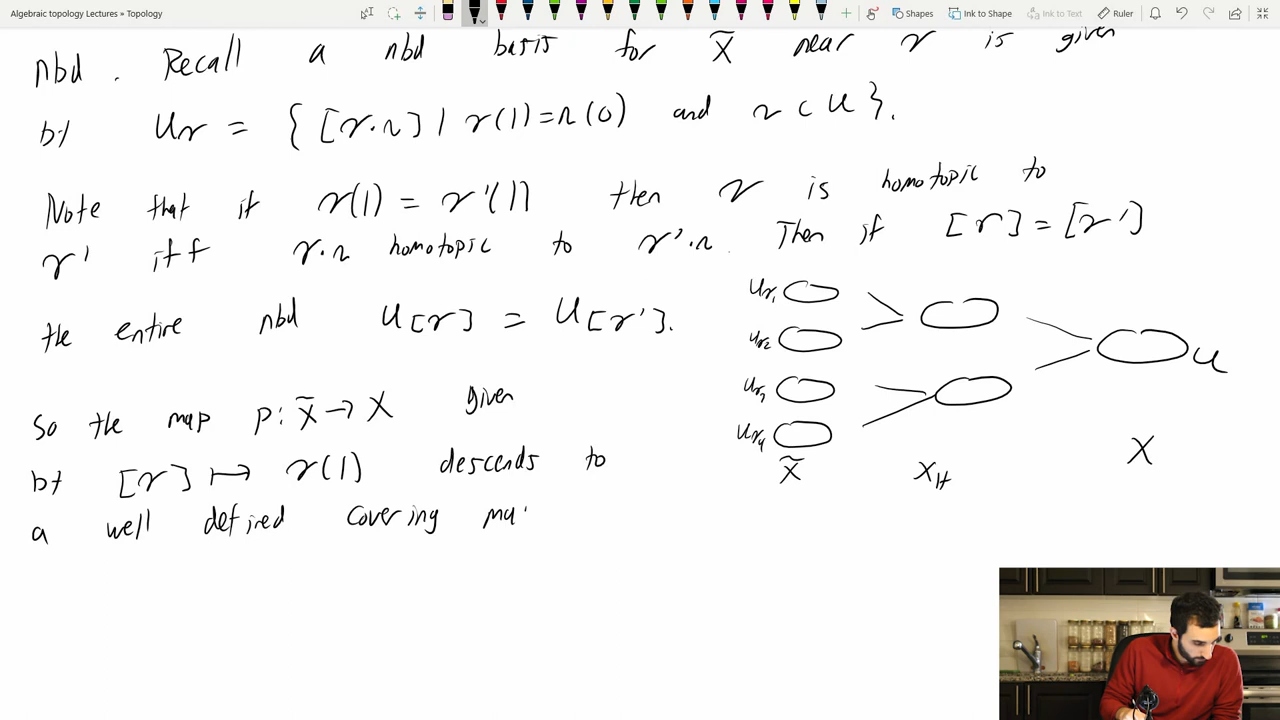 Algebraic topology Lectures » Topology
Shapes
Ink to Shape
Ink to Text
Ruler
nbd . Recall a nbd basis for X̃ near γ is given
by Uγ = { [γ·η] | γ(1)=η(0) and η ⊂ U }.
Note that if γ(1) = γ'(1) then γ is homotopic to
γ' iff γ·η homotopic to γ'·η. Then if [γ] = [γ']
the entire nbd U[γ] = U[γ'].
Uγ₁
Uγ₂
Uγ₃
Uγ₄
U
X̃ X_H X
So the map p: X̃ → X given
by [γ] ↦ γ(1) descends to
a well defined covering ma